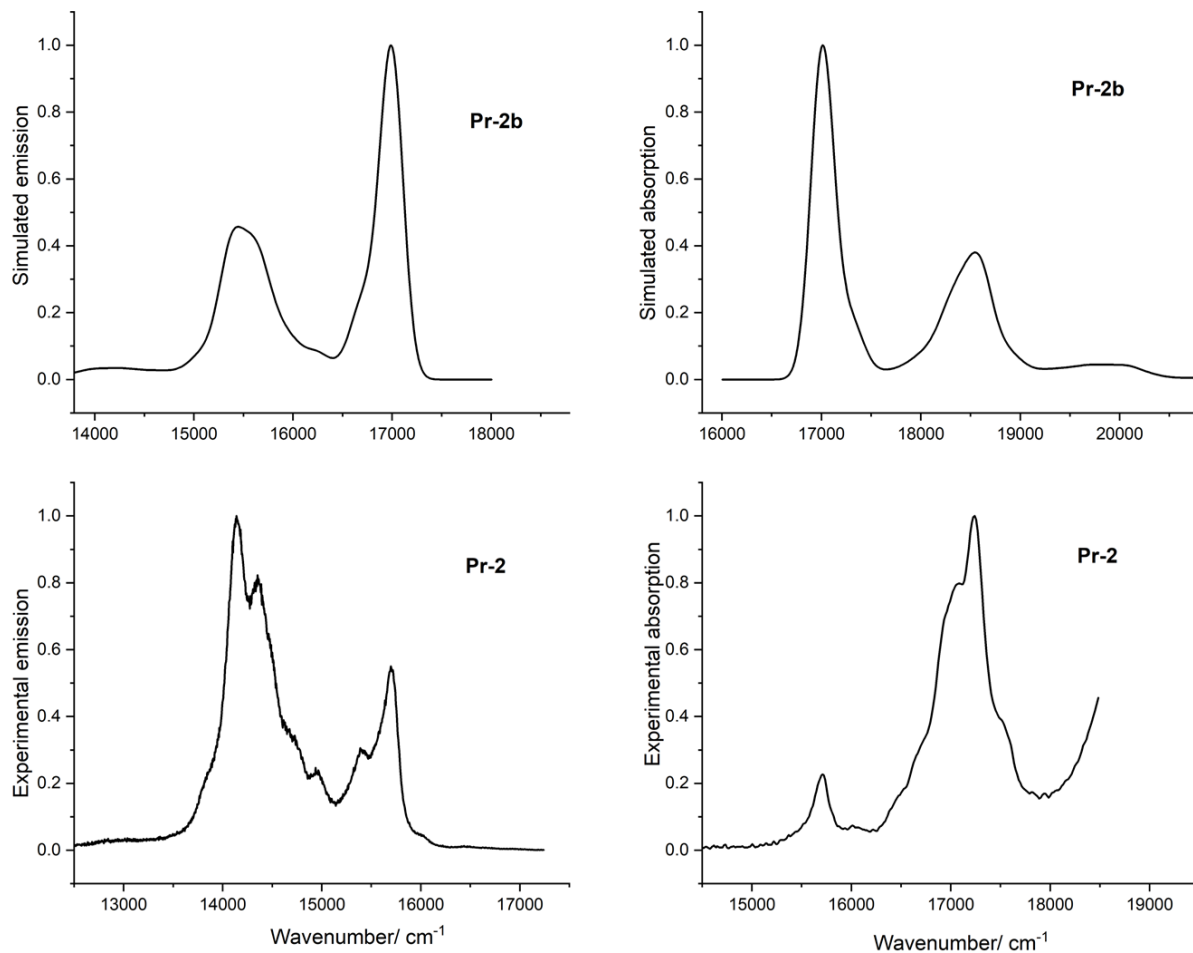 Simulated emission
1.0
0.8
0.6
0.4
0.2
0.0
14000 15000 16000 17000 18000
Pr-2b
Simulated absorption
1.0
0.8
0.6
0.4
0.2
0.0
16000 17000 18000 19000 20000
Pr-2b
Experimental emission
1.0
0.8
0.6
0.4
0.2
0.0
13000 14000 15000 16000 17000
Pr-2
Wavenumber/ cm⁻¹
Experimental absorption
1.0
0.8
0.6
0.4
0.2
0.0
15000 16000 17000 18000 19000
Pr-2
Wavenumber/ cm⁻¹